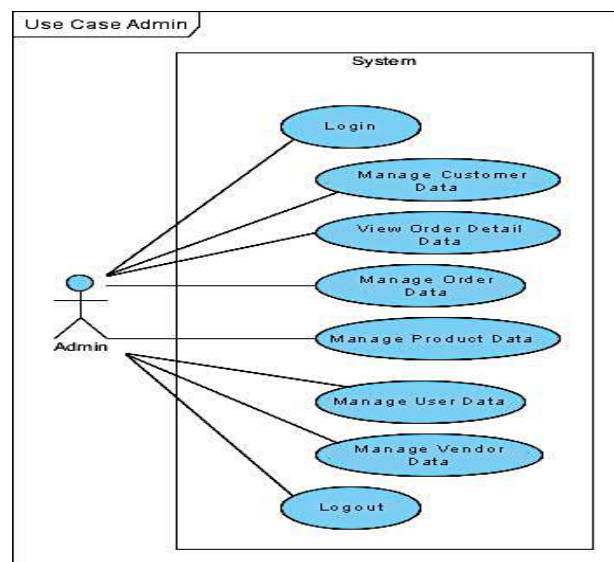 Use Case Admin
System
Login
Manage Customer
Data
View Order Detail
Data
Manage Order
Data
Admin
Manage Product Data
Manage User Data
Manage Vendor
Data
Logout